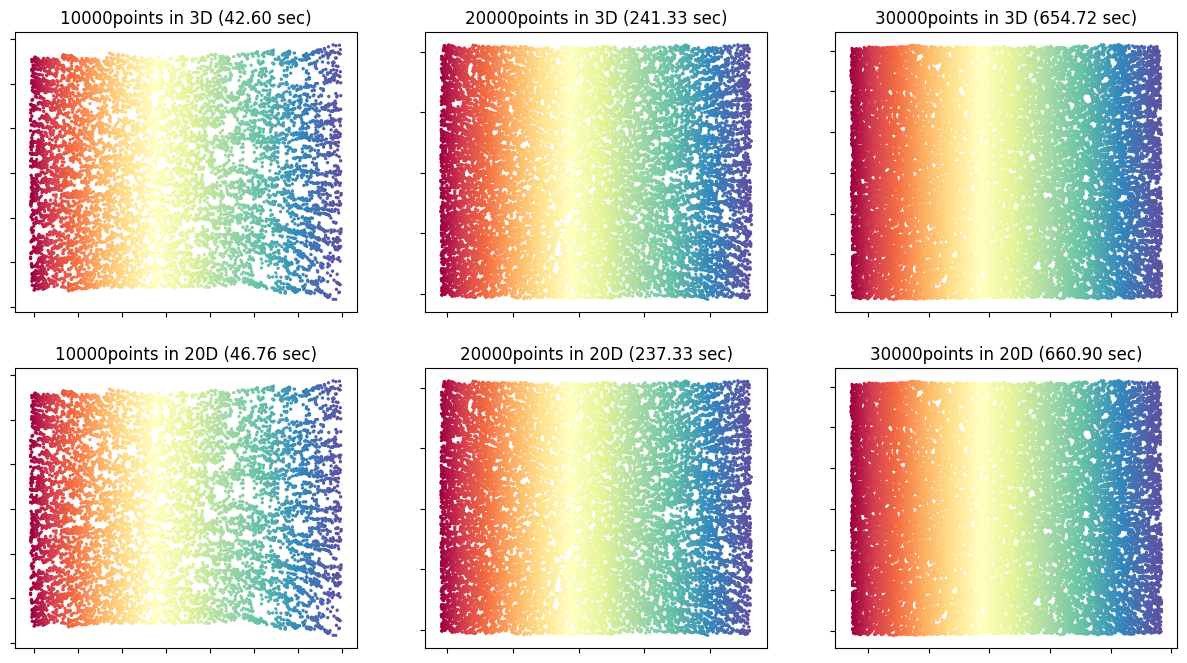 10000points in 3D (42.60 sec)
20000points in 3D (241.33 sec)
30000points in 3D (654.72 sec)
10000points in 20D (46.76 sec)
20000points in 20D (237.33 sec)
30000points in 20D (660.90 sec)